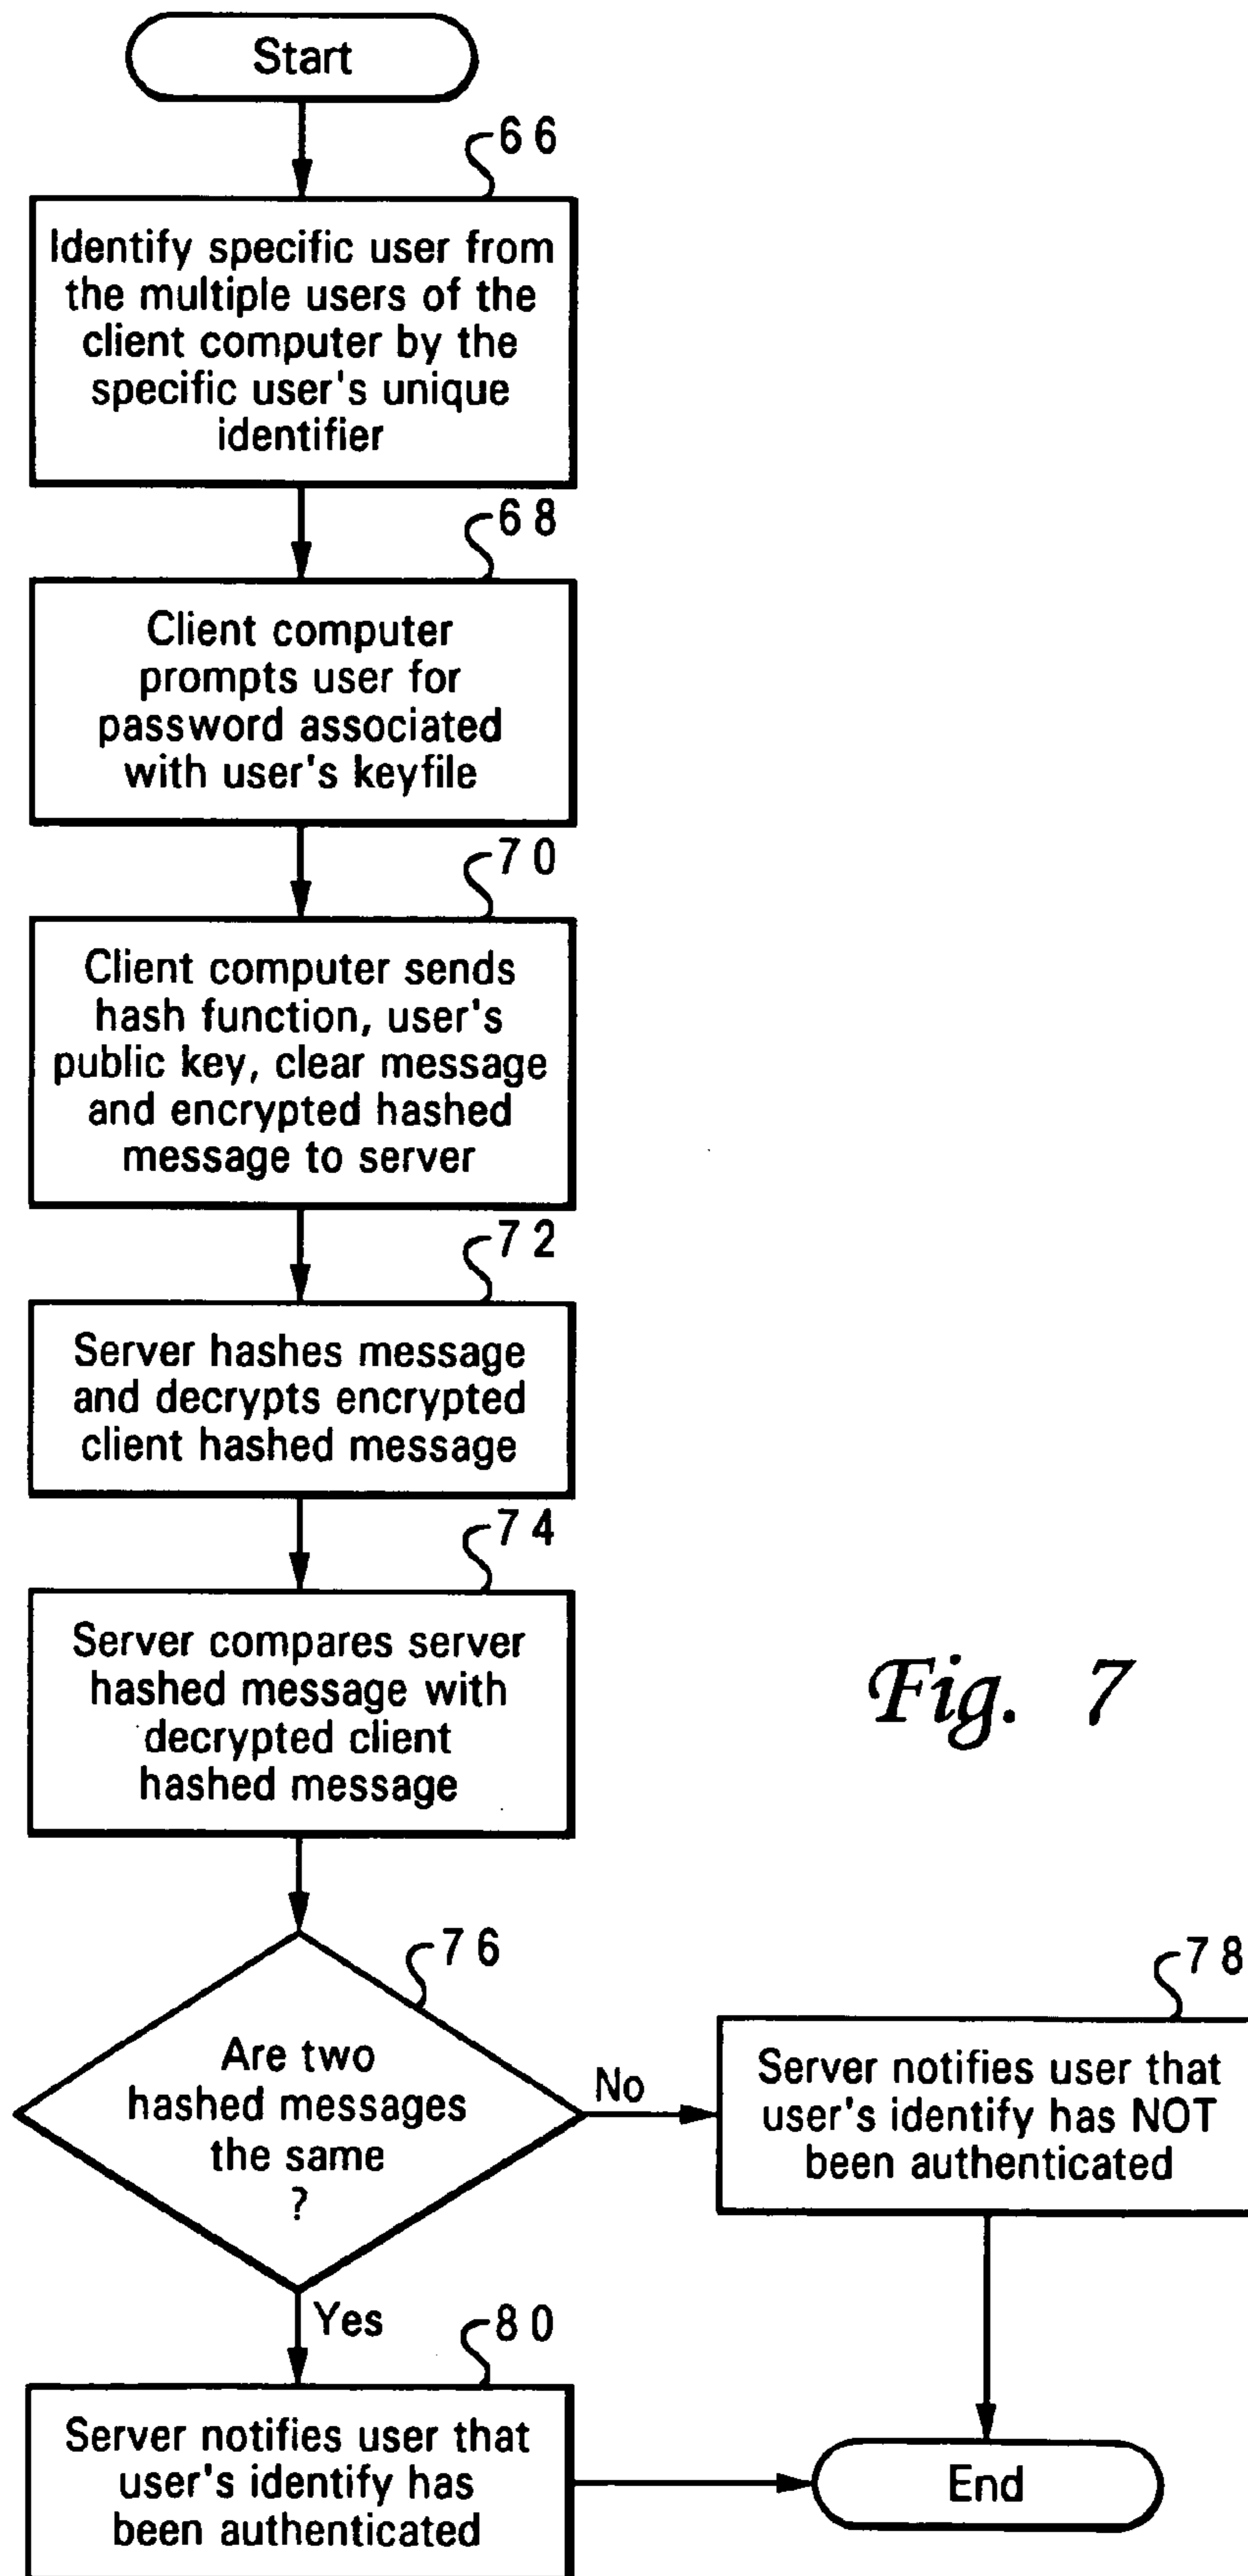 Start
66
Identify specific user from
the multiple users of the
client computer by the
specific user's unique
identifier
68
Client computer
prompts user for
password associated
with user's keyfile
70
Client computer sends
hash function, user's
public key, clear message
and encrypted hashed
message to server
72
Server hashes message
and decrypts encrypted
client hashed message
74
Server compares server
hashed message with
decrypted client
hashed message
Fig. 7
76
Are two
hashed messages
the same
?
No
78
Server notifies user that
user's identify has NOT
been authenticated
Yes
80
Server notifies user that
user's identify has
been authenticated
End